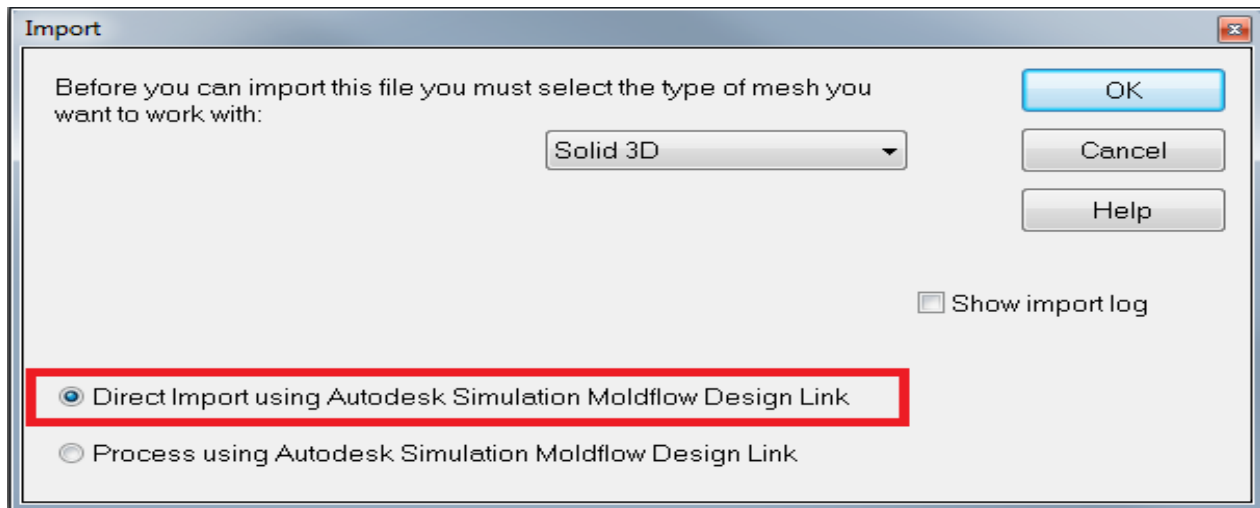 Import
Before you can import this file you must select the type of mesh you
want to work with:
OK
Solid 3D
Cancel
Help
Show import log
Direct Import using Autodesk Simulation Moldflow Design Link
Process using Autodesk Simulation Moldflow Design Link